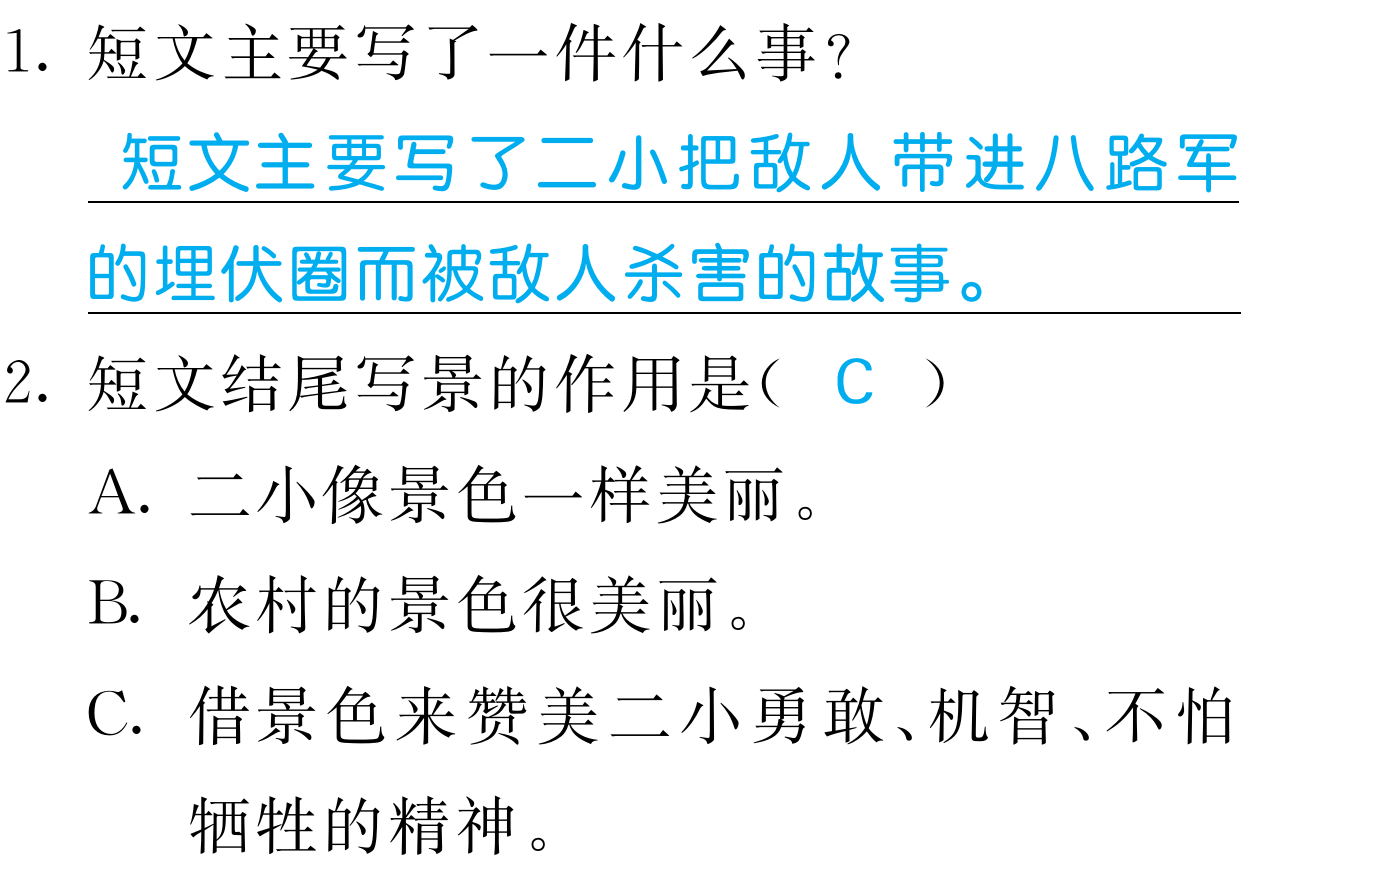 1. 短文主要写了一件什么事?
短文主要写了二小把敌人带进八路军
的埋伏圈而被敌人杀害的故事。
2. 短文结尾写景的作用是( C )
A. 二小像景色一样美丽。
B. 农村的景色很美丽。
C. 借景色来赞美二小勇敢、机智、不怕
牺牲的精神。